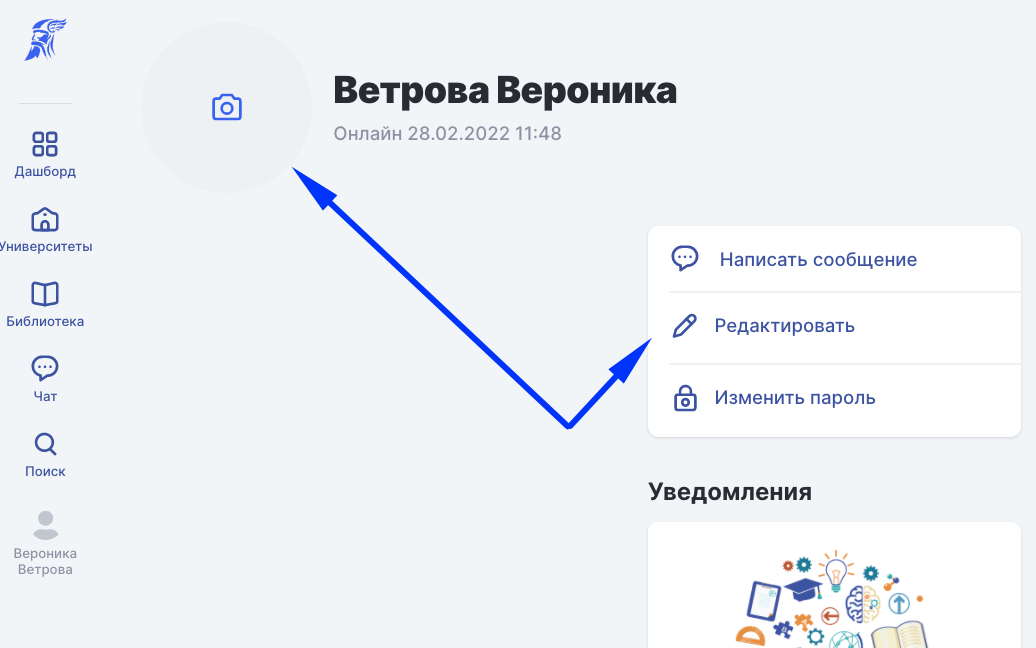 Ветрова Вероника
Онлайн 28.02.2022 11:48
Дашборд
Университеты
Библиотека
Чат
Поиск
Вероника
Ветрова
Написать сообщение
Редактировать
Изменить пароль
Уведомления